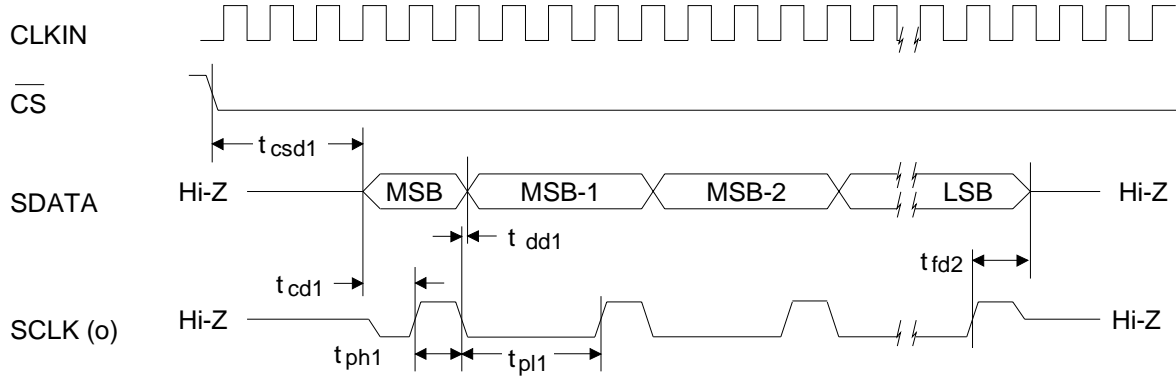 CLKIN
CS
t csd1
SDATA Hi-Z MSB MSB-1 MSB-2 LSB Hi-Z
t dd1
t fd2
t cd1
SCLK (o) Hi-Z Hi-Z
t ph1 t pl1